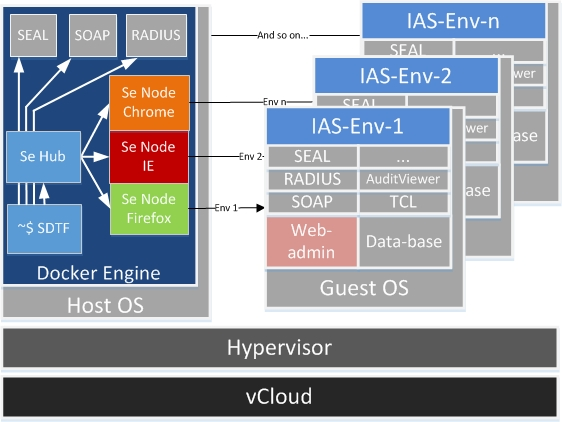 SEAL
SOAP
RADIUS
And so on...
IAS-Env-n
SEAL
...
IAS-Env-2
SEAL
Se Node
Chrome
Env n
IAS-Env-1
Se Hub
Se Node
IE
Env 2
SEAL
...
RADIUS
AuditViewer
SOAP
TCL
~$ SDTF
Se Node
Firefox
Env 1
Web-
admin
Data-base
Docker Engine
Host OS
Guest OS
Hypervisor
vCloud